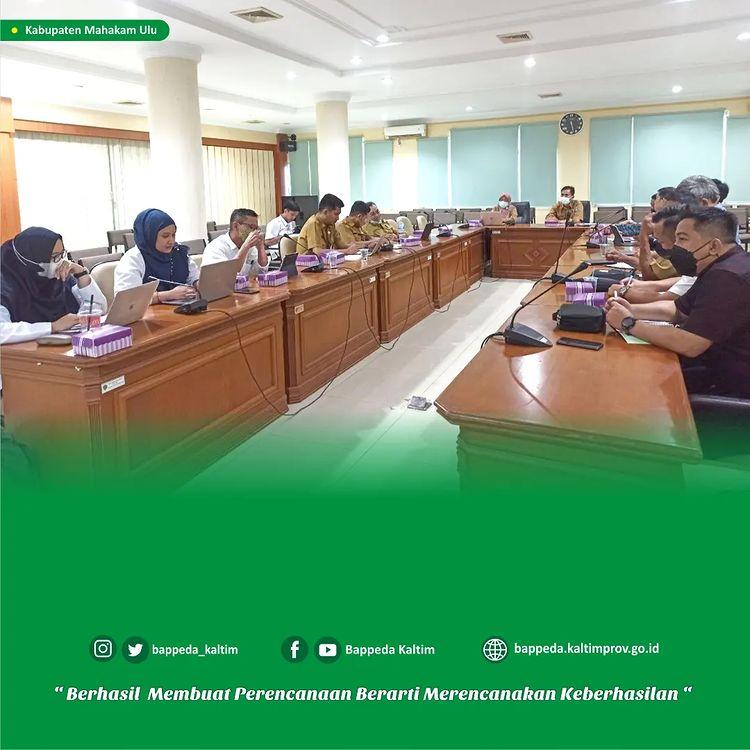 Kabupaten Mahakam Ulu
bappeda_kaltim
Bappeda Kaltim
bappeda.kaltimprov.go.id
“ Berhasil Membuat Perencanaan Berarti Merencanakan Keberhasilan “